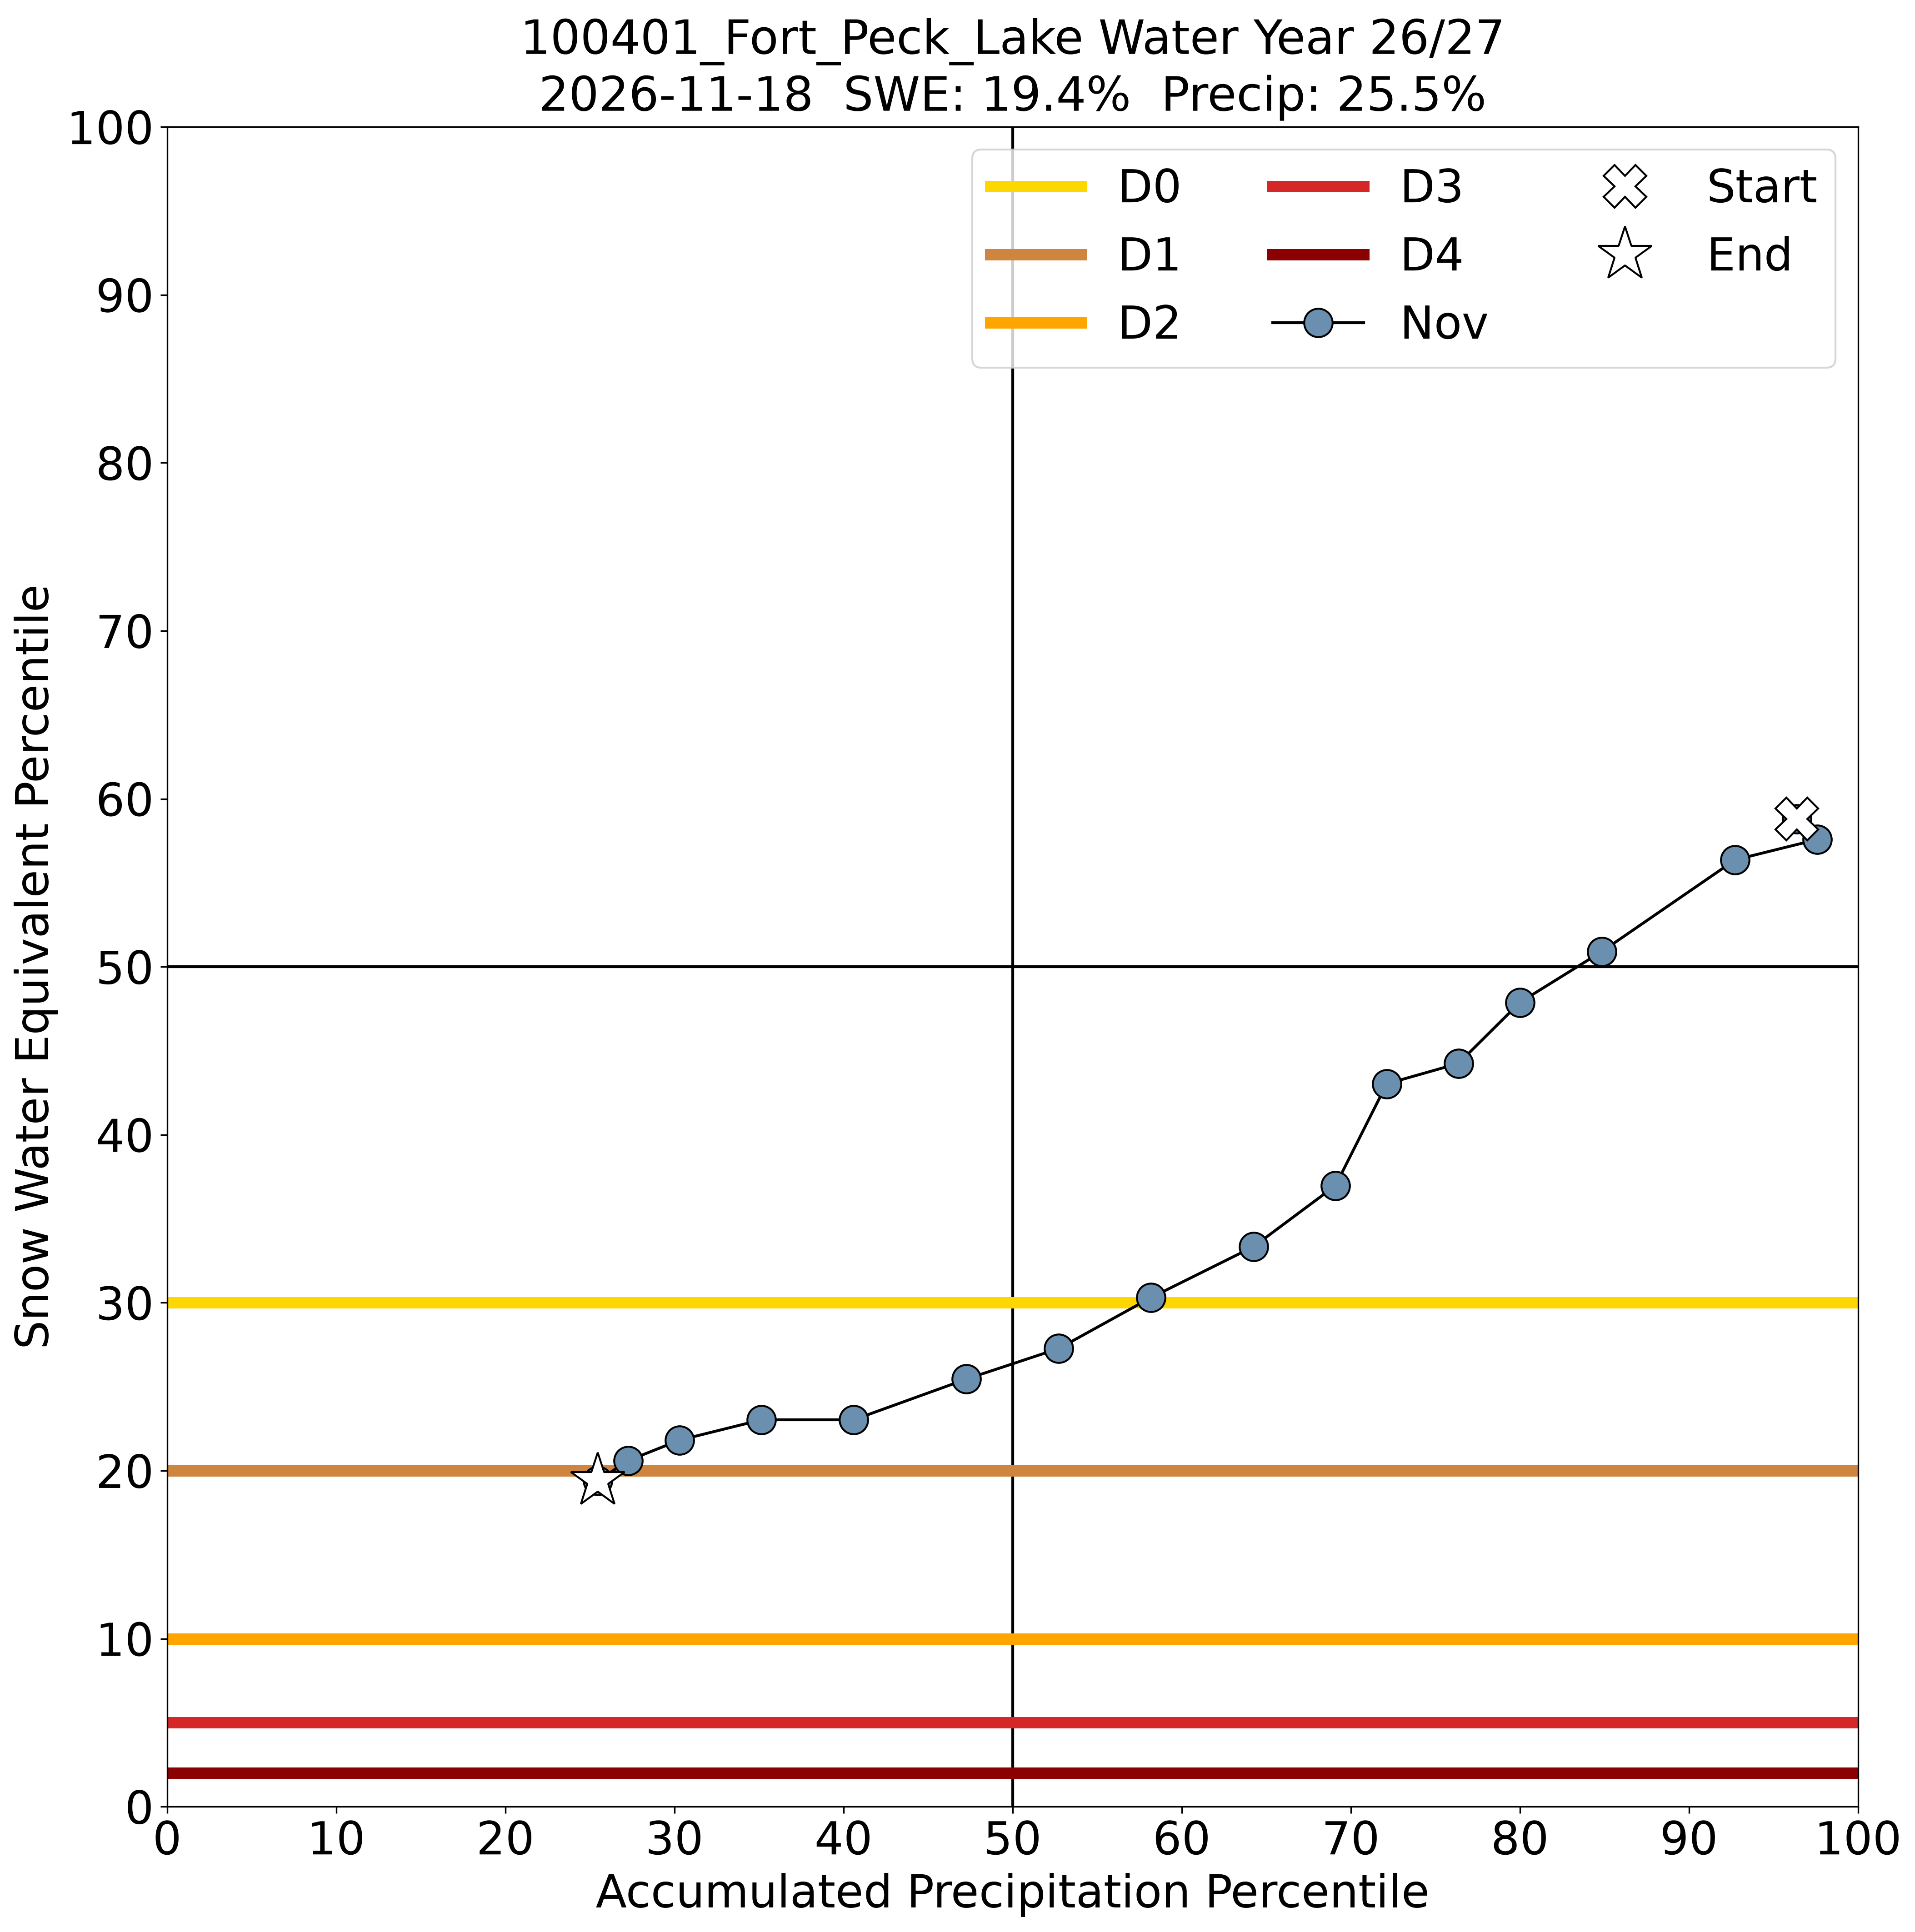 100401_Fort_Peck_Lake Water Year 26/27
2026-11-18  SWE: 19.4%  Precip: 25.5%
D0
D1
D2
D3
D4
Nov
Start
End
Snow Water Equivalent Percentile
100
90
80
70
60
50
40
30
20
10
0
0 10 20 30 40 50 60 70 80 90 100
Accumulated Precipitation Percentile